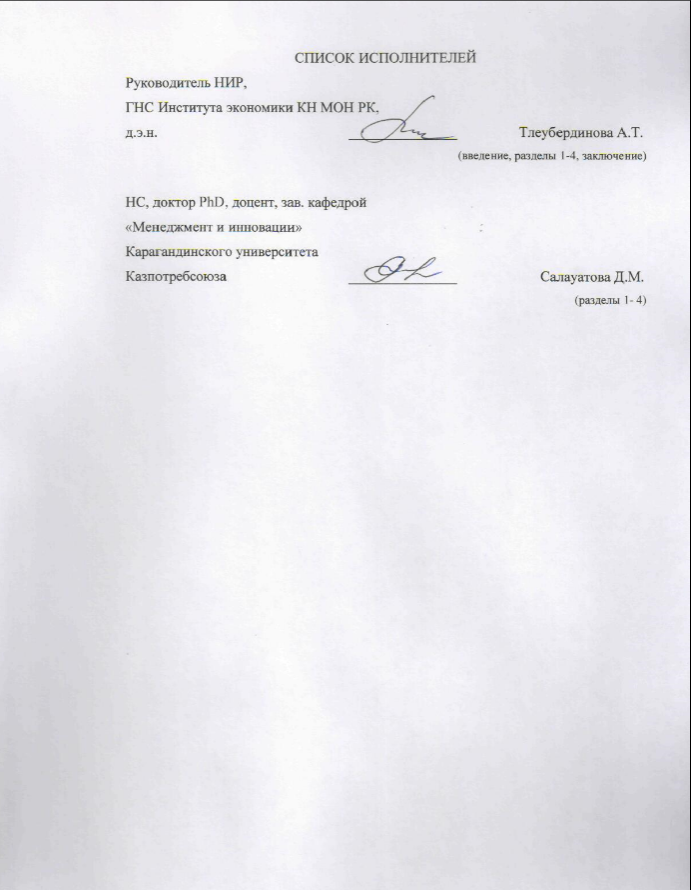 СПИСОК ИСПОЛНИТЕЛЕЙ
Руководитель НИР,
ГНС Института экономики КН МОН РК,
д.э.н. Тлеубердинова А.Т.
(введение, разделы 1-4, заключение)
НС, доктор PhD, доцент, зав. кафедрой
«Менеджмент и инновации»
Карагандинского университета
Казпотребсоюза Салауатова Д.М.
(разделы 1- 4)